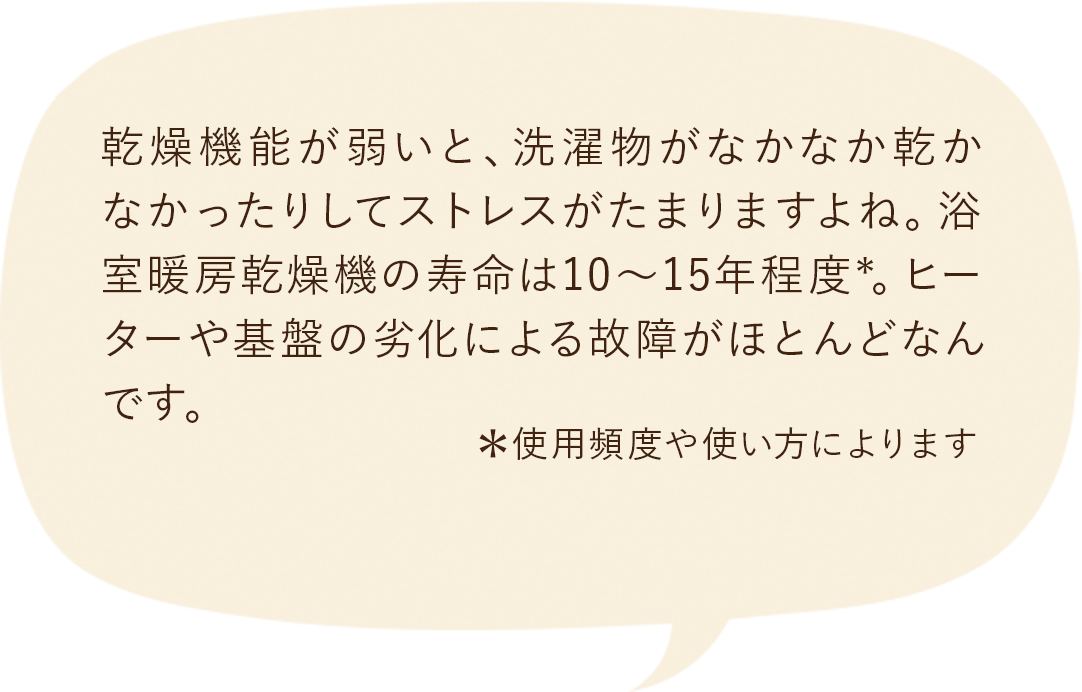 乾燥機能が弱いと、洗濯物がなかなか乾か
なかったりしてストレスがたまりますよね。浴
室暖房乾燥機の寿命は10〜15年程度*。ヒー
ターや基盤の劣化による故障がほとんどなん
です。
＊使用頻度や使い方によります